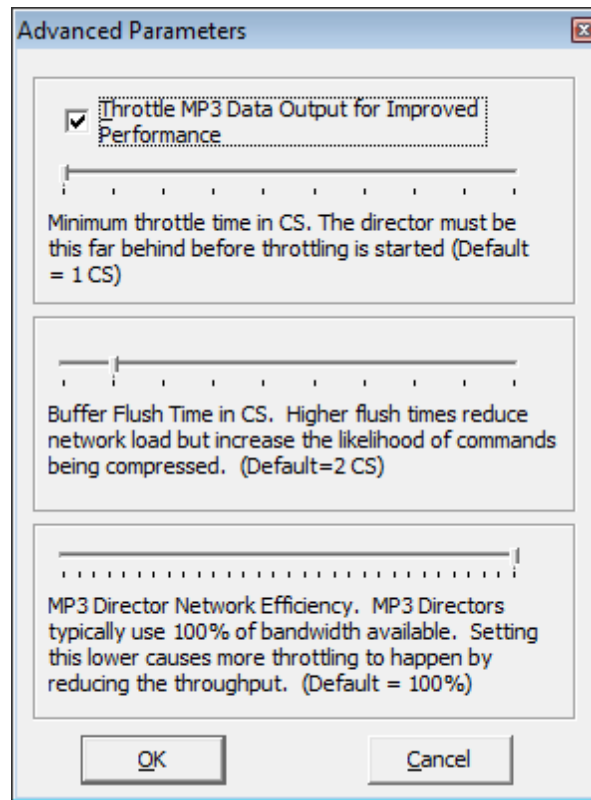 Advanced Parameters
Throttle MP3 Data Output for Improved
Performance
Minimum throttle time in CS. The director must be
this far behind before throttling is started (Default
= 1 CS)
Buffer Flush Time in CS.  Higher flush times reduce
network load but increase the likelihood of commands
being compressed.  (Default=2 CS)
MP3 Director Network Efficiency.  MP3 Directors
typically use 100% of bandwidth available.  Setting
this lower causes more throttling to happen by
reducing the throughput.  (Default = 100%)
OK
Cancel